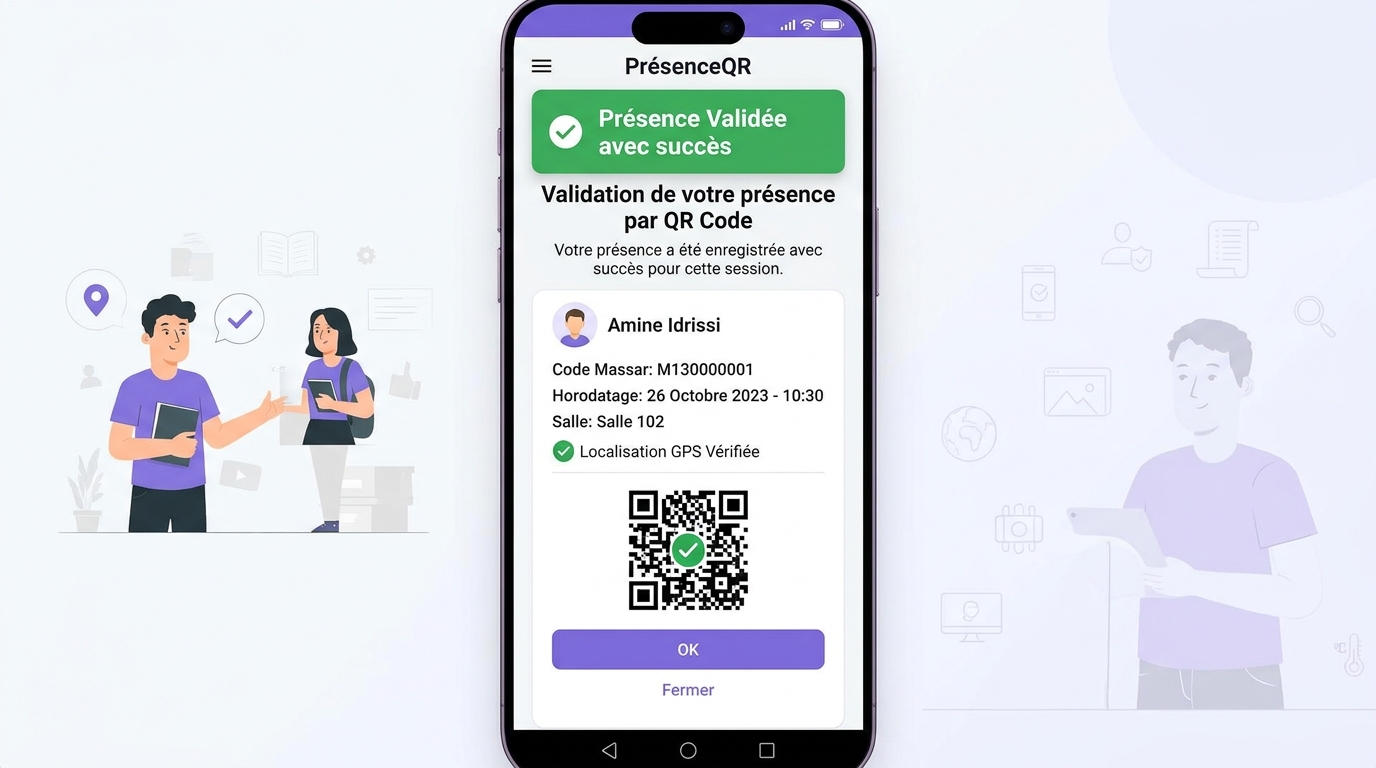 PrésenceQR
Présence Validée
avec succès
Validation de votre présence
par QR Code
Votre présence a été enregistrée avec
succès pour cette session.
Amine Idrissi
Code Massar: M130000001
Horodatage: 26 Octobre 2023 - 10:30
Salle: Salle 102
Localisation GPS Vérifiée
OK
Fermer
°C